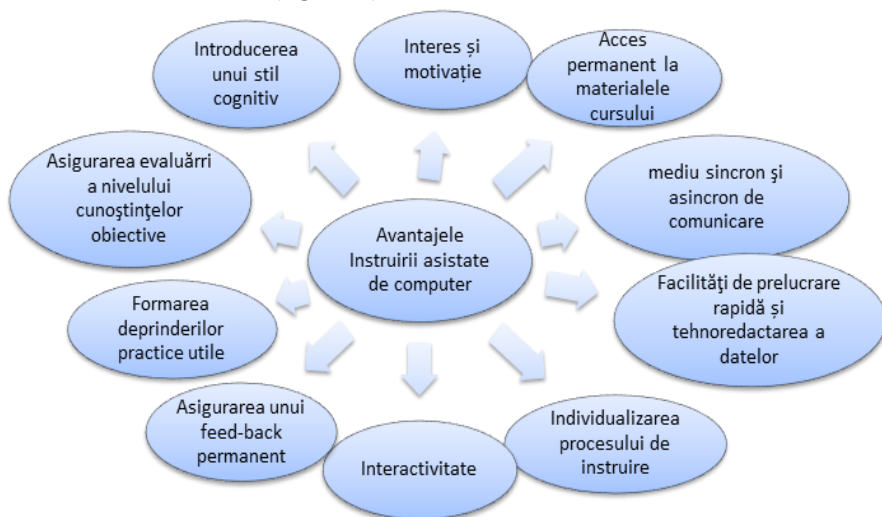 Introducerea
unui stil
cognitiv
Interes și
motivație
Acces
permanent la
materialele
cursului
Asigurarea evaluărri
a nivelului
cunoştinţelor
obiective
mediu sincron şi
asincron de
comunicare
Avantajele
Instruirii asistate
de computer
Facilităţi de prelucrare
rapidă și
tehnoredactarea a
datelor
Formarea
deprinderilor
practice utile
Asigurarea unui
feed-back
permanent
Interactivitate
Individualizarea
procesului de
instruire